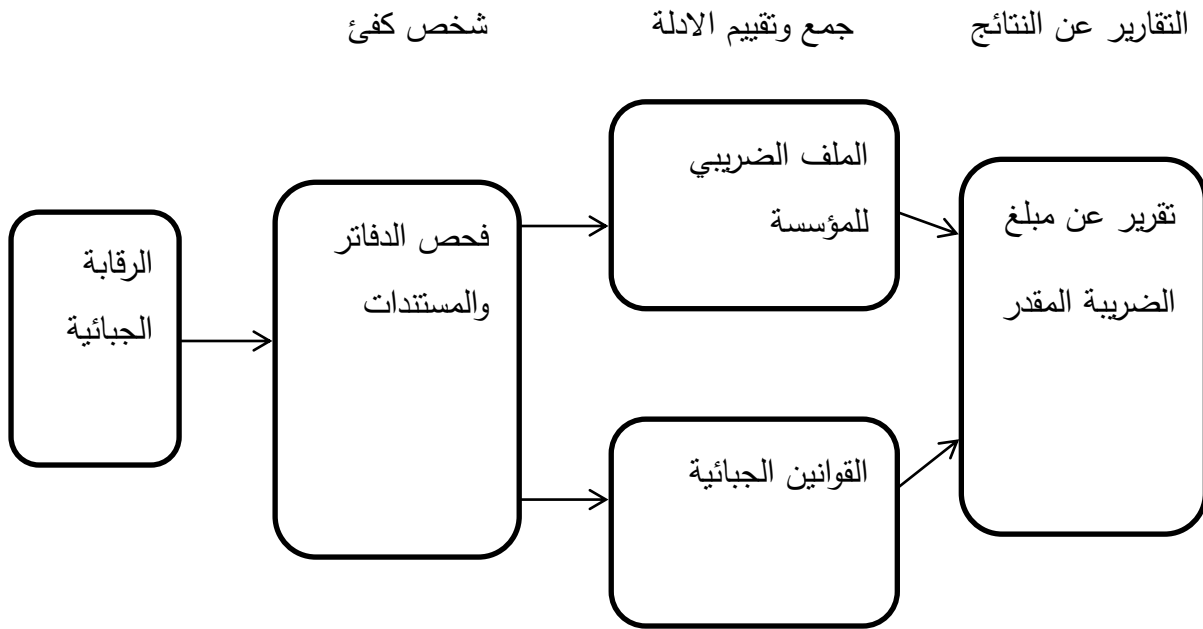 شخص كفئ
جمع وتقييم الادلة
التقارير عن النتائج
الرقابة
الجبائية
فحص الدفاتر
والمستندات
الملف الضريبي
للمؤسسة
القوانين الجبائية
تقرير عن مبلغ
الضريبة المقدر